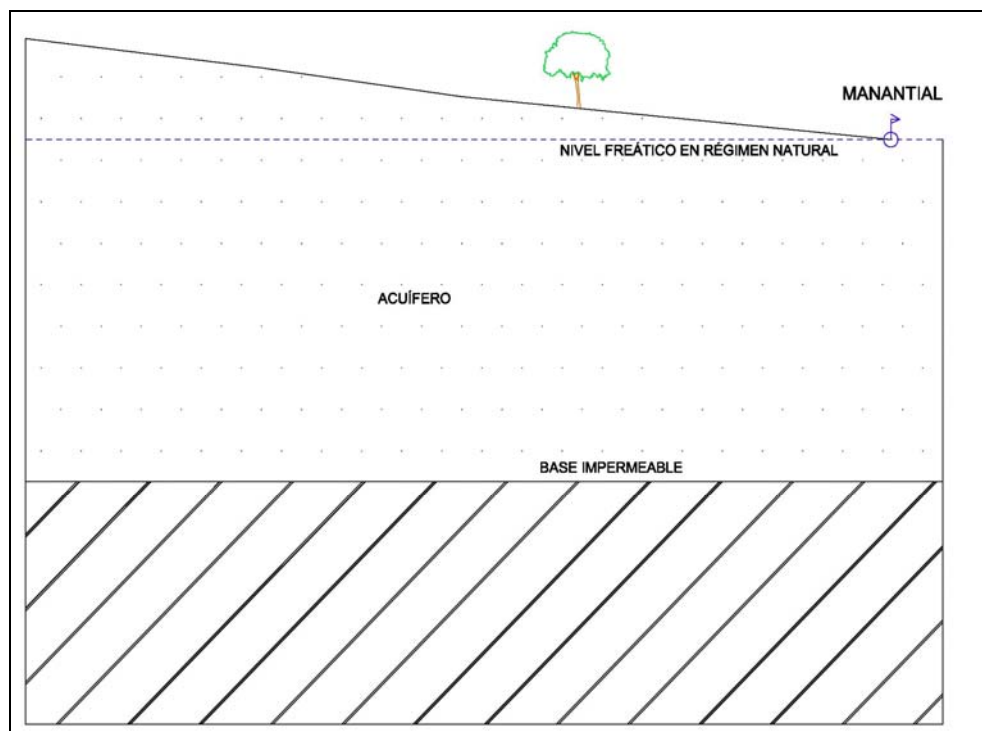 MANANTIAL
NIVEL FREÁTICO EN RÉGIMEN NATURAL
ACUÍFERO
BASE IMPERMEABLE